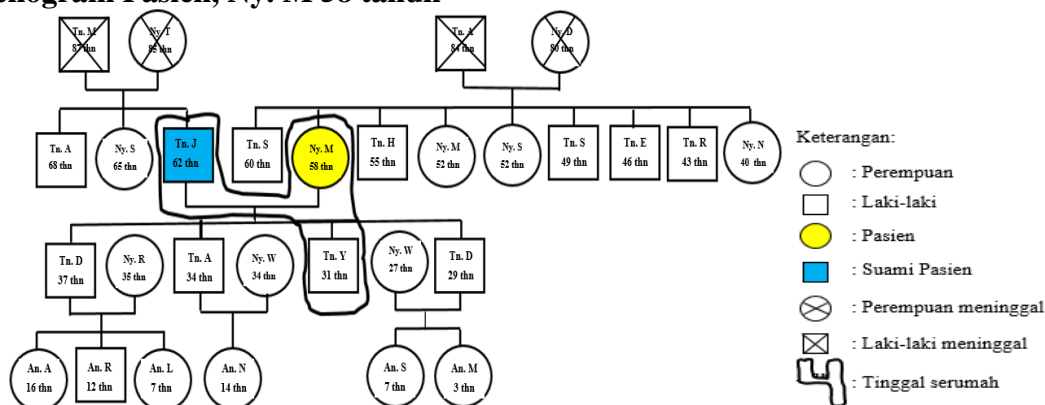 enogram Pasien, Ny. M 58 tahun
Tn. M
87 thn
Ny. T
85 thn
Tn. A
84 thn
Ny. D
80 thn
Tn. A
68 thn
Ny. S
65 thn
Tn. J
62 thn
Tn. S
60 thn
Ny. M
58 thn
Tn. H
55 thn
Ny. M
52 thn
Ny. S
52 thn
Tn. S
49 thn
Tn. E
46 thn
Tn. R
43 thn
Ny. N
40 thn
Tn. D
37 thn
Ny. R
35 thn
Tn. A
34 thn
Ny. W
34 thn
Tn. Y
31 thn
Ny. W
27 thn
Tn. D
29 thn
An. A
16 thn
An. R
12 thn
An. L
7 thn
An. N
14 thn
An. S
7 thn
An. M
3 thn
Keterangan:
: Perempuan
: Laki-laki
: Pasien
: Suami Pasien
: Perempuan meninggal
: Laki-laki meninggal
: Tinggal serumah